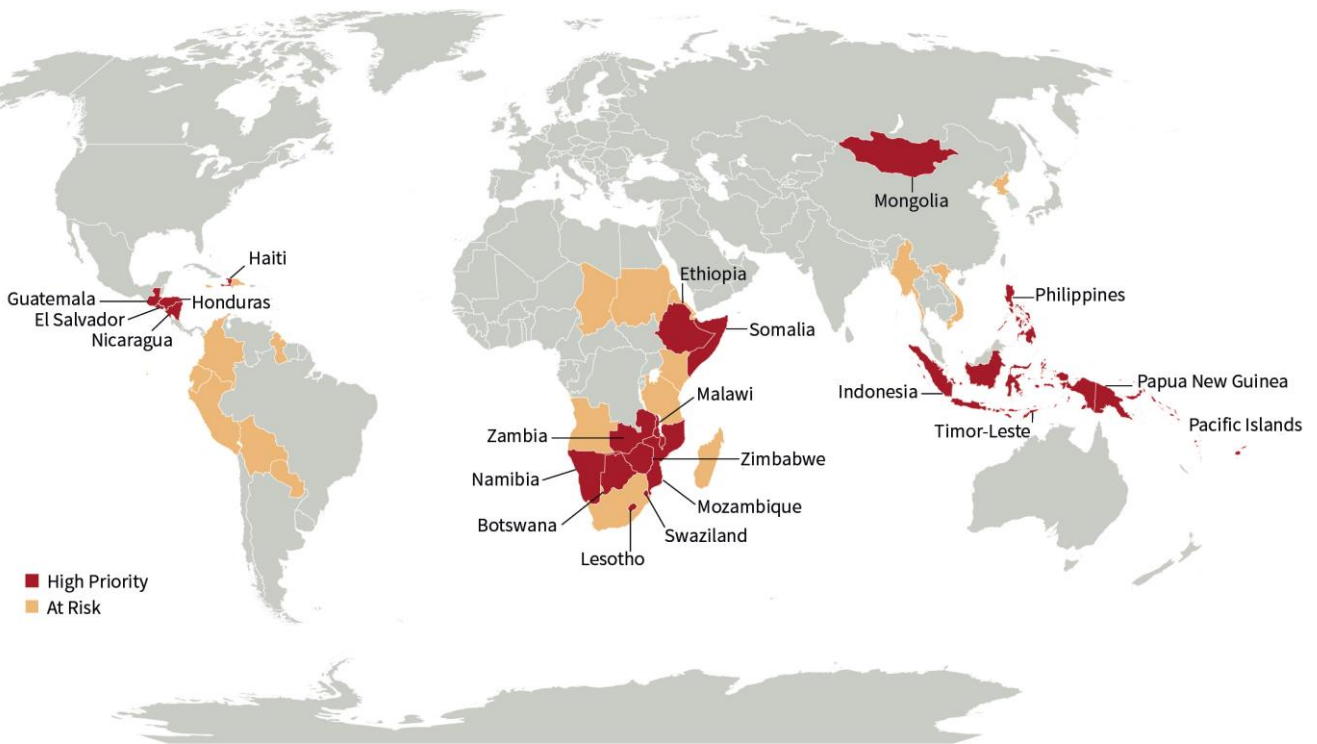 Mongolia
Haiti
Ethiopia
Guatemala
Honduras
Philippines
El Salvador
Somalia
Nicaragua
Papua New Guinea
Indonesia
Malawi
Pacific Islands
Timor-Leste
Zambia
Zimbabwe
Namibia
Mozambique
Botswana
Swaziland
Lesotho
High Priority
At Risk